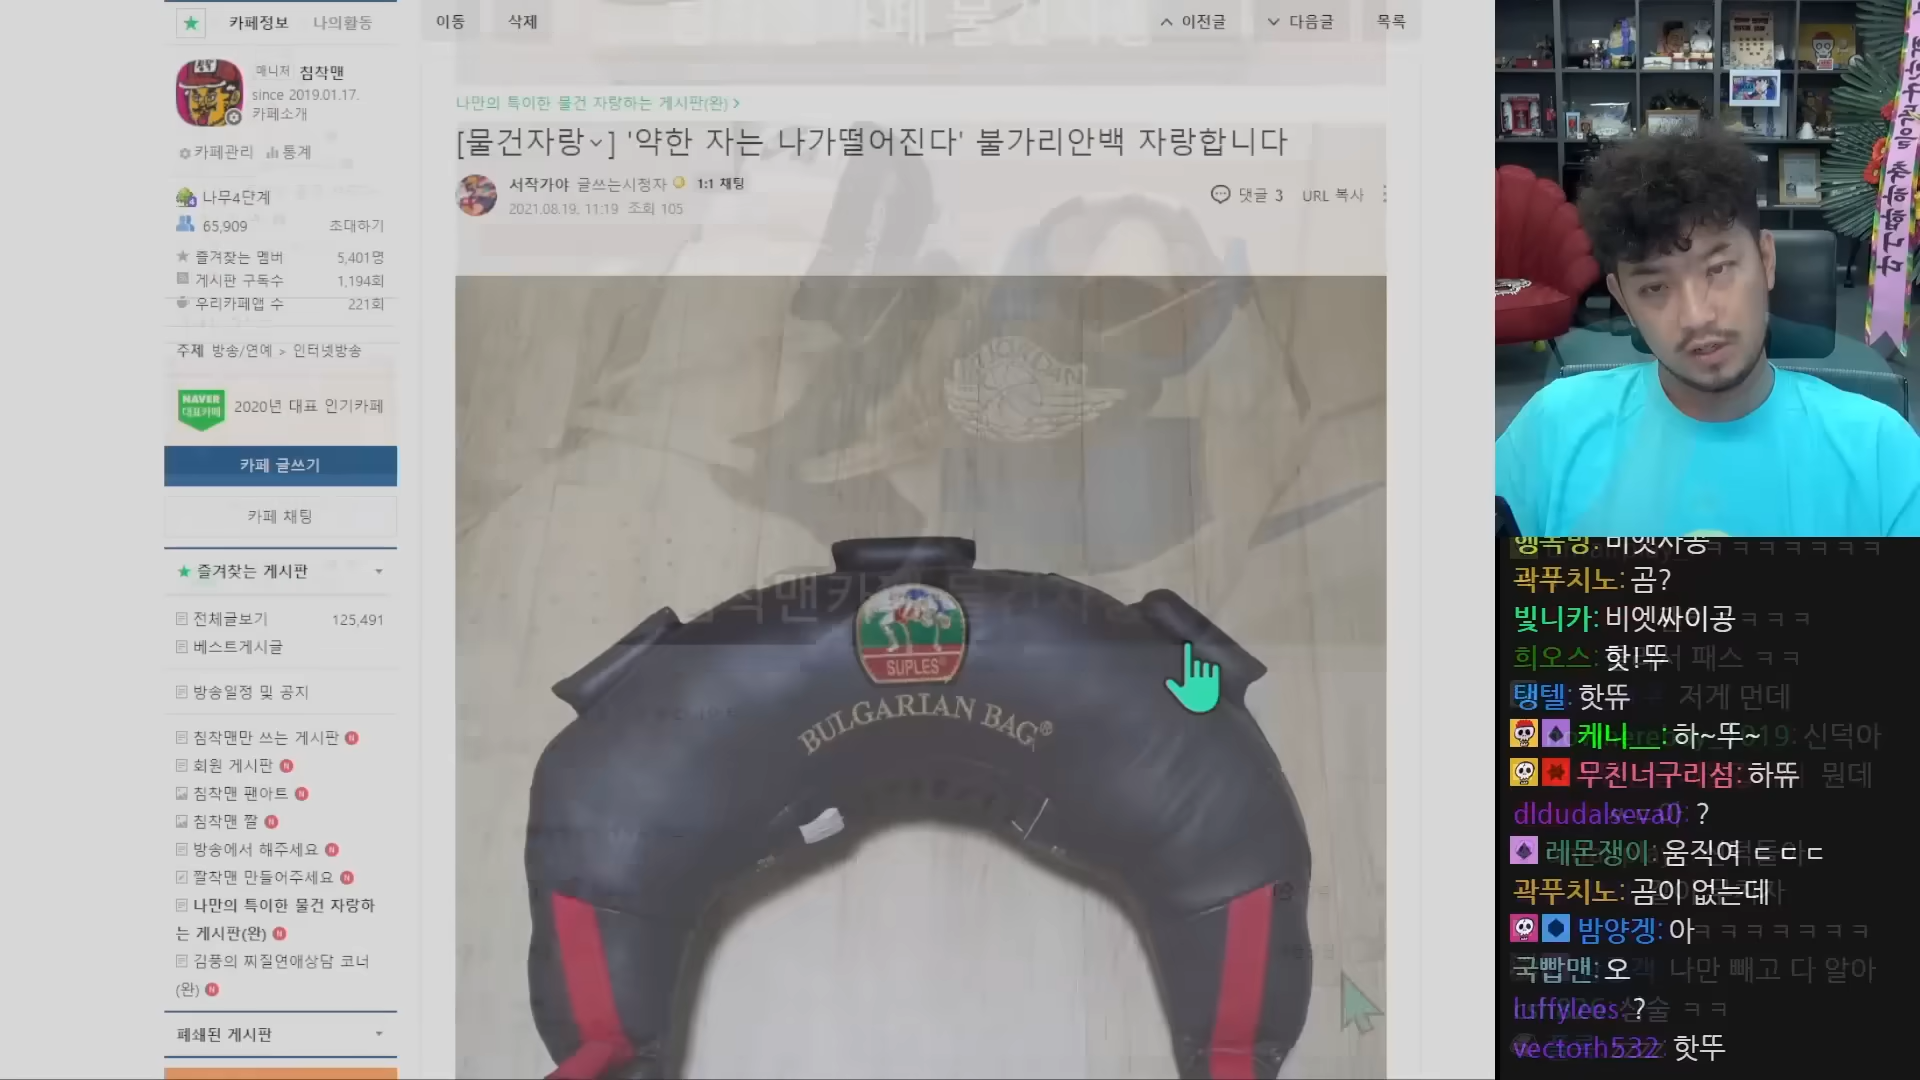 카페정보 나의활동
매니저 침착맨
since 2019.01.17.
카페소개
카페관리 통계
나무4단계
65,909 초대하기
즐겨찾는 멤버 5,401명
게시판 구독수 1,194회
우리카페앱 수 221회
주제 방송/연예 > 인터넷방송
NAVER
대표카페
2020년 대표 인기카페
카페 글쓰기
카페 채팅
즐겨찾는 게시판
전체글보기 125,491
베스트게시글
방송일정 및 공지
침착맨만 쓰는 게시판
회원 게시판
침착맨 팬아트
침착맨 짤
방송에서 해주세요
짤착맨 만들어주세요
나만의 특이한 물건 자랑하
는 게시판(완)
김풍의 찌질연애상담 코너
(완)
폐쇄된 게시판
이동 삭제 이전글 다음글 목록
나만의 특이한 물건 자랑하는 게시판(완) >
[물건자랑] '약한 자는 나가떨어진다' 불가리안백 자랑합니다
서작가야 글쓰는시청자 1:1 채팅
2021.08.19. 11:19 조회 105
댓글 3 URL 복사
SUPLES
BULGARIAN BAG®
비엣사공
곽푸치노: 곰?
빛니카: 비엣싸이공
희오스: 핫!뚜
탱텔: 핫뜌
케니__: 하~뚜~
무친너구리섬: 하뜌
dldudalseva0: ?
레몬쟁이: 움직여 ㄷㄷㄷ
곽푸치노: 곰이 없는데
밤양겡: 아
국빱맨: 오
luffylees: ?
vectorh532: 핫뚜